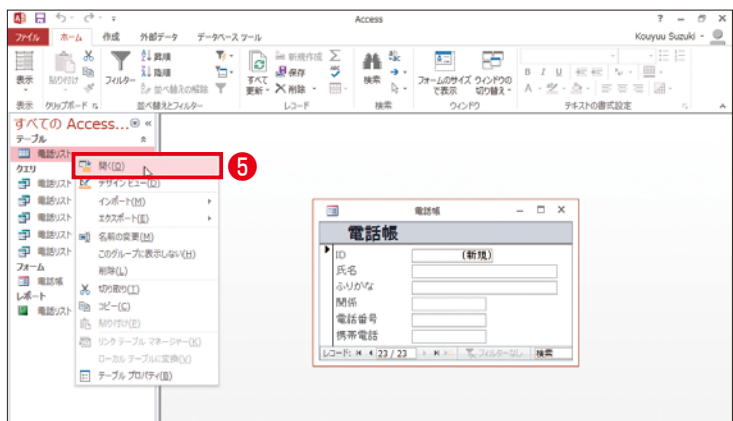 Access
Kouyuu Suzuki
ファイル ホーム 作成 外部データ データベース ツール
表示
貼り付け
フィルター
昇順
降順
並べ替えの解除
すべて
更新
新規作成
保存
削除
検索
フォームのサイズ
で表示
ウィンドウの
切り替え
B I U
表示 クリップボード 並べ替えとフィルター レコード 検索 ウィンドウ テキストの書式設定
すべての Access...
テーブル
電話リスト
クエリ
電話リスト
電話リスト
電話リスト
電話リスト
フォーム
電話帳
レポート
電話リスト
開く(O)
デザイン ビュー(D)
インポート(M)
エクスポート(E)
名前の変更(M)
このグループに表示しない(H)
削除(L)
切り取り(T)
コピー(C)
貼り付け(P)
リンク テーブル マネージャー(K)
ローカル テーブルに変換(V)
テーブル プロパティ(B)
5
電話帳
電話帳
ID (新規)
氏名
ふりがな
関係
電話番号
携帯電話
レコード: 23 / 23 フィルターなし 検索